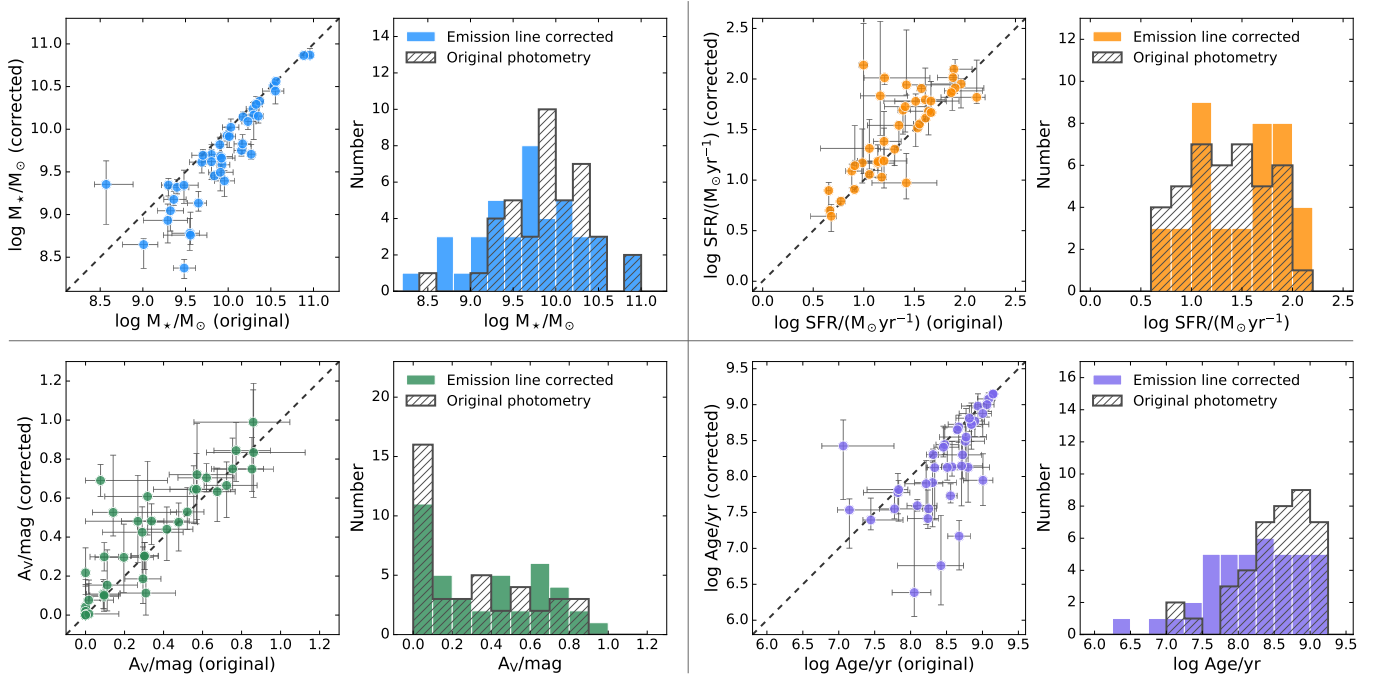 11.0
10.5
10.0
9.5
9.0
8.5
8.5 9.0 9.5 10.0 10.5 11.0
log M⋆/M⊙ (original)
log M⋆/M⊙ (corrected)
14
12
10
8
6
4
2
0
8.5 9.0 9.5 10.0 10.5 11.0
log M⋆/M⊙
Number
Emission line corrected
Original photometry
2.5
2.0
1.5
1.0
0.5
0.0
0.0 0.5 1.0 1.5 2.0 2.5
log SFR/(M⊙yr⁻¹) (original)
log SFR/(M⊙yr⁻¹) (corrected)
12
10
8
6
4
2
0
0.0 0.5 1.0 1.5 2.0 2.5
log SFR/(M⊙yr⁻¹)
Number
Emission line corrected
Original photometry
1.2
1.0
0.8
0.6
0.4
0.2
0.0
0.0 0.2 0.4 0.6 0.8 1.0 1.2
Aᵥ/mag (original)
Aᵥ/mag (corrected)
20
15
10
5
0
0.0 0.2 0.4 0.6 0.8 1.0 1.2
Aᵥ/mag
Number
Emission line corrected
Original photometry
9.5
9.0
8.5
8.0
7.5
7.0
6.5
6.0
6.0 6.5 7.0 7.5 8.0 8.5 9.0 9.5
log Age/yr (original)
log Age/yr (corrected)
16
14
12
10
8
6
4
2
0
6.0 6.5 7.0 7.5 8.0 8.5 9.0 9.5
log Age/yr
Number
Emission line corrected
Original photometry